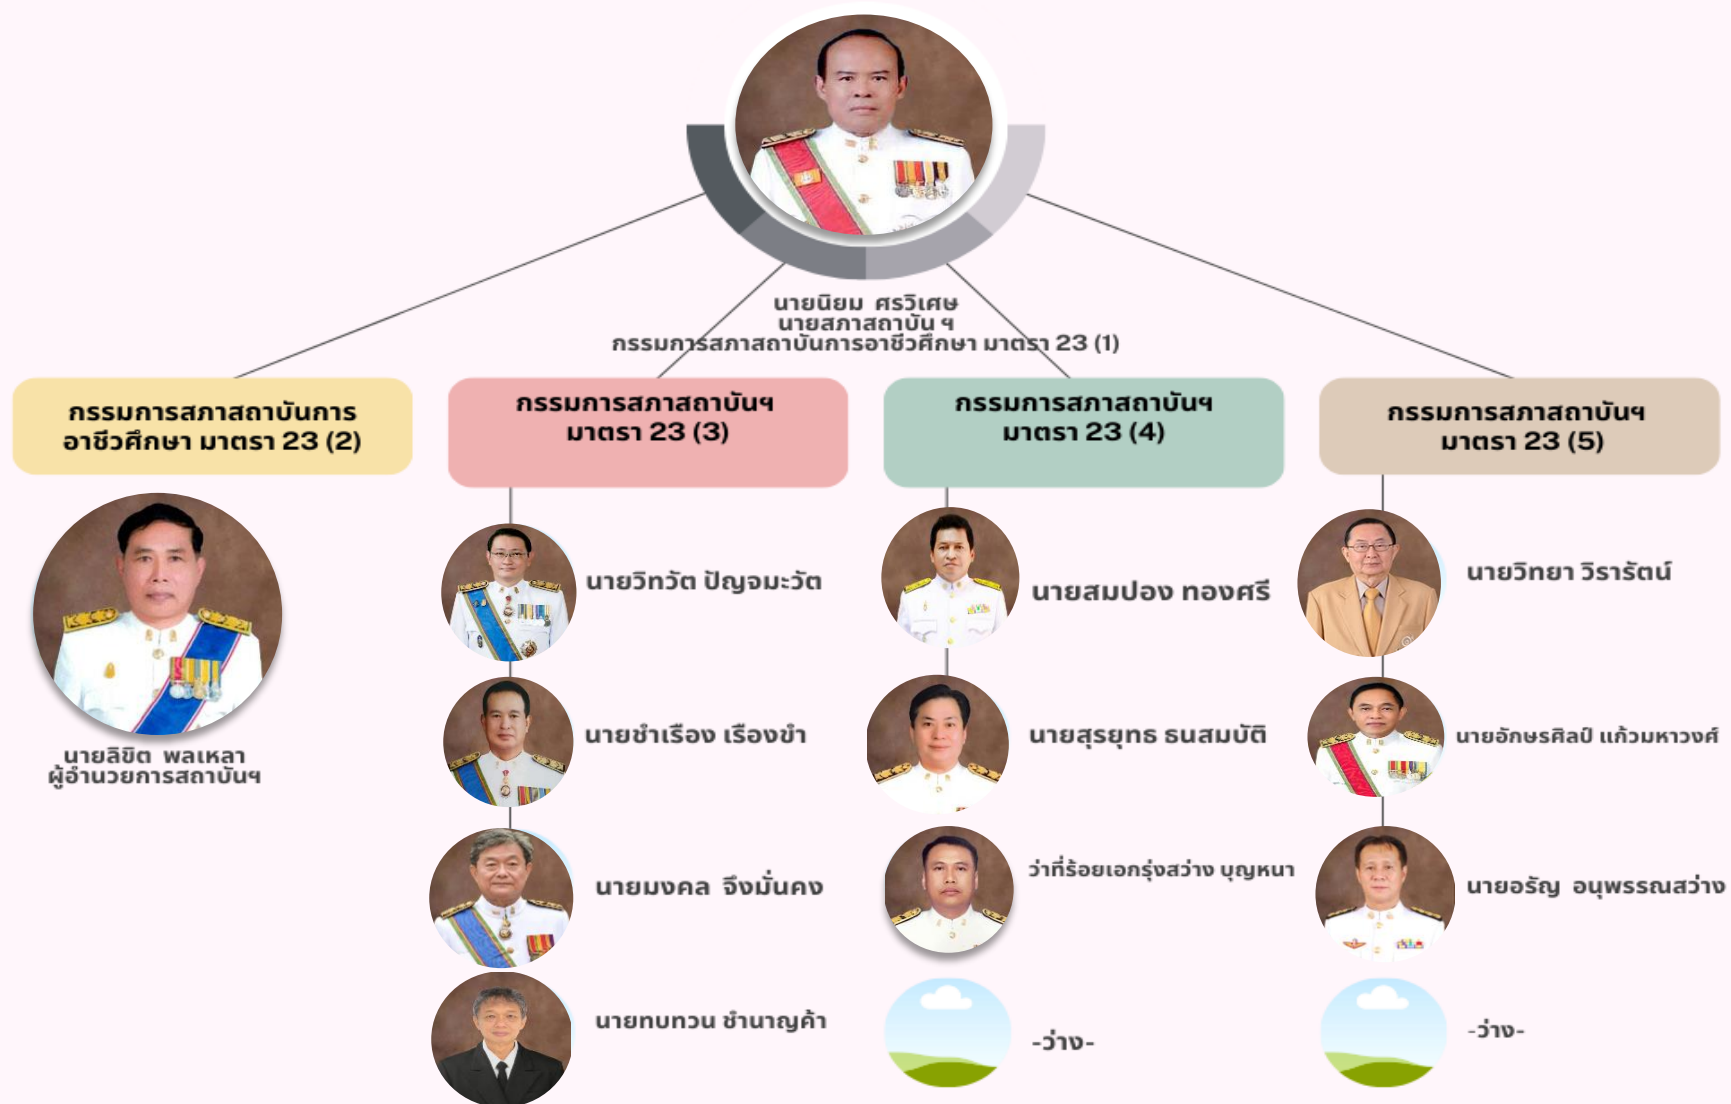 นายนิยม ศรวิเศษ
นายสภาสถาบัน ฯ
กรรมการสภาสถาบันการอาชีวศึกษา มาตรา 23 (1)
กรรมการสภาสถาบันการ
อาชีวศึกษา มาตรา 23 (2)
นายลิขิต พลเหลา
ผู้อำนวยการสถาบันฯ
กรรมการสภาสถาบันฯ
มาตรา 23 (3)
นายวิทวัต ปัญจมะวัต
นายชำเรือง เรืองขำ
นายมงคล จึงมั่นคง
นายทบทวน ชำนาญค้า
กรรมการสภาสถาบันฯ
มาตรา 23 (4)
นายสมปอง ทองศรี
นายสุรยุทธ ธนสมบัติ
ว่าที่ร้อยเอกรุ่งสว่าง บุญหนา
-ว่าง-
กรรมการสภาสถาบันฯ
มาตรา 23 (5)
นายวิทยา วิรารัตน์
นายอักษรศิลป์ แก้วมหาวงศ์
นายอรัญ อนุพรรณสว่าง
-ว่าง-